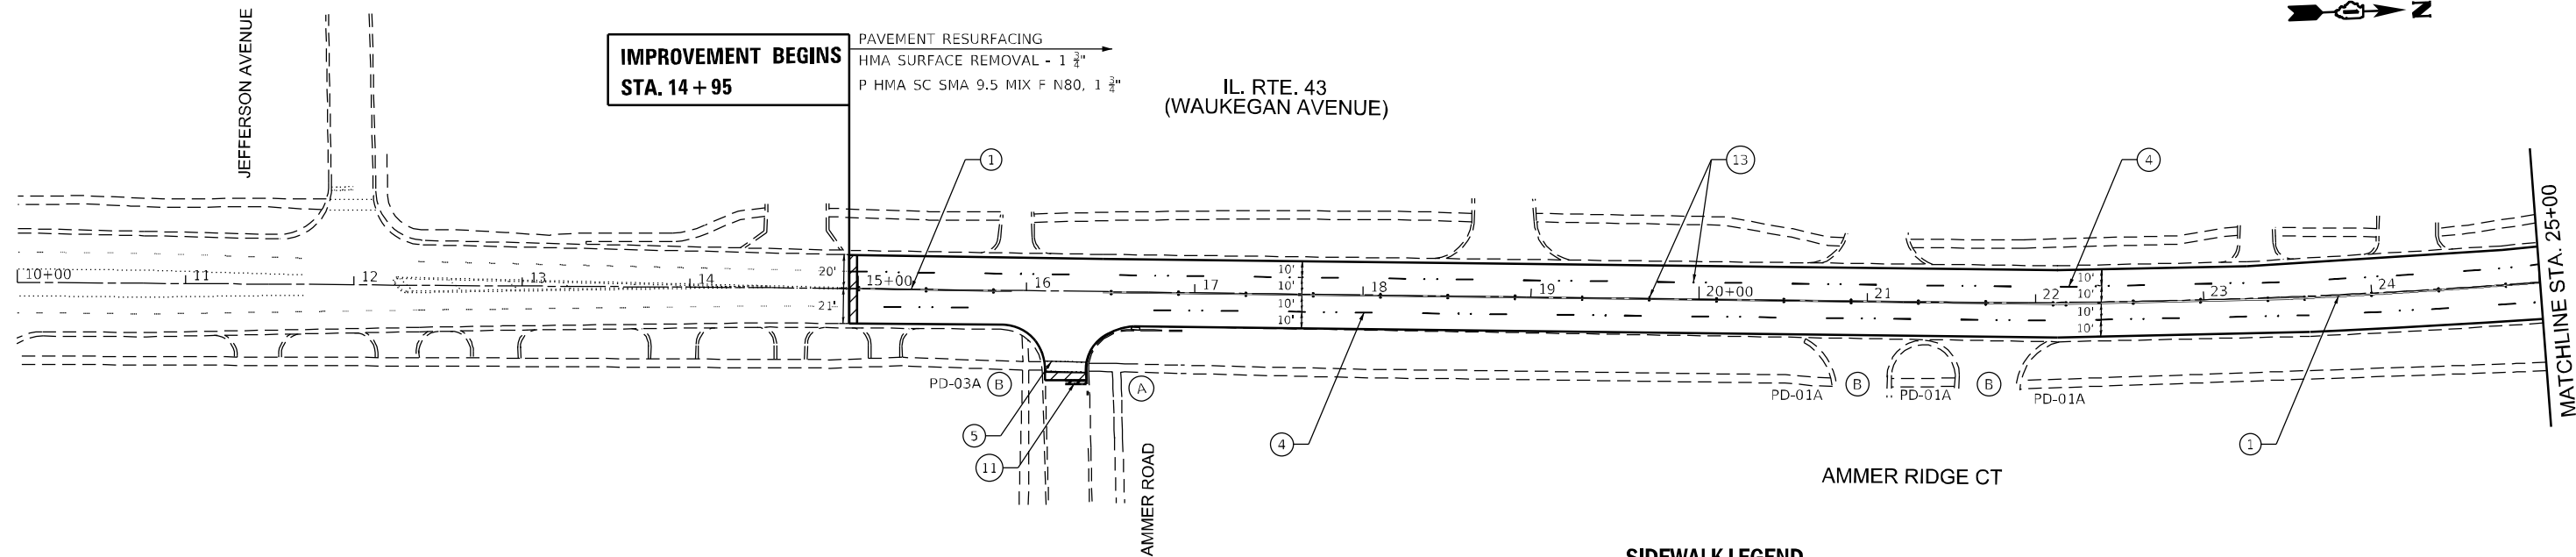 N
JEFFERSON AVENUE
IMPROVEMENT BEGINS
STA. 14+95
PAVEMENT RESURFACING
HMA SURFACE REMOVAL - 1 3/4"
P HMA SC SMA 9.5 MIX F N80, 1 3/4"
IL. RTE. 43
(WAUKEGAN AVENUE)
1
13
4
MATCHLINE STA. 25+00
10+00
11
12
13
14
15+00
16
17
18
19
20+00
21
22
23
24
20'
21'
10'
10'
10'
10'
10'
10'
10'
10'
PD-03A
B
A
PD-01A
B
PD-01A
B
PD-01A
5
11
4
1
AMMER ROAD
AMMER RIDGE CT
SIDEWALK LEGEND